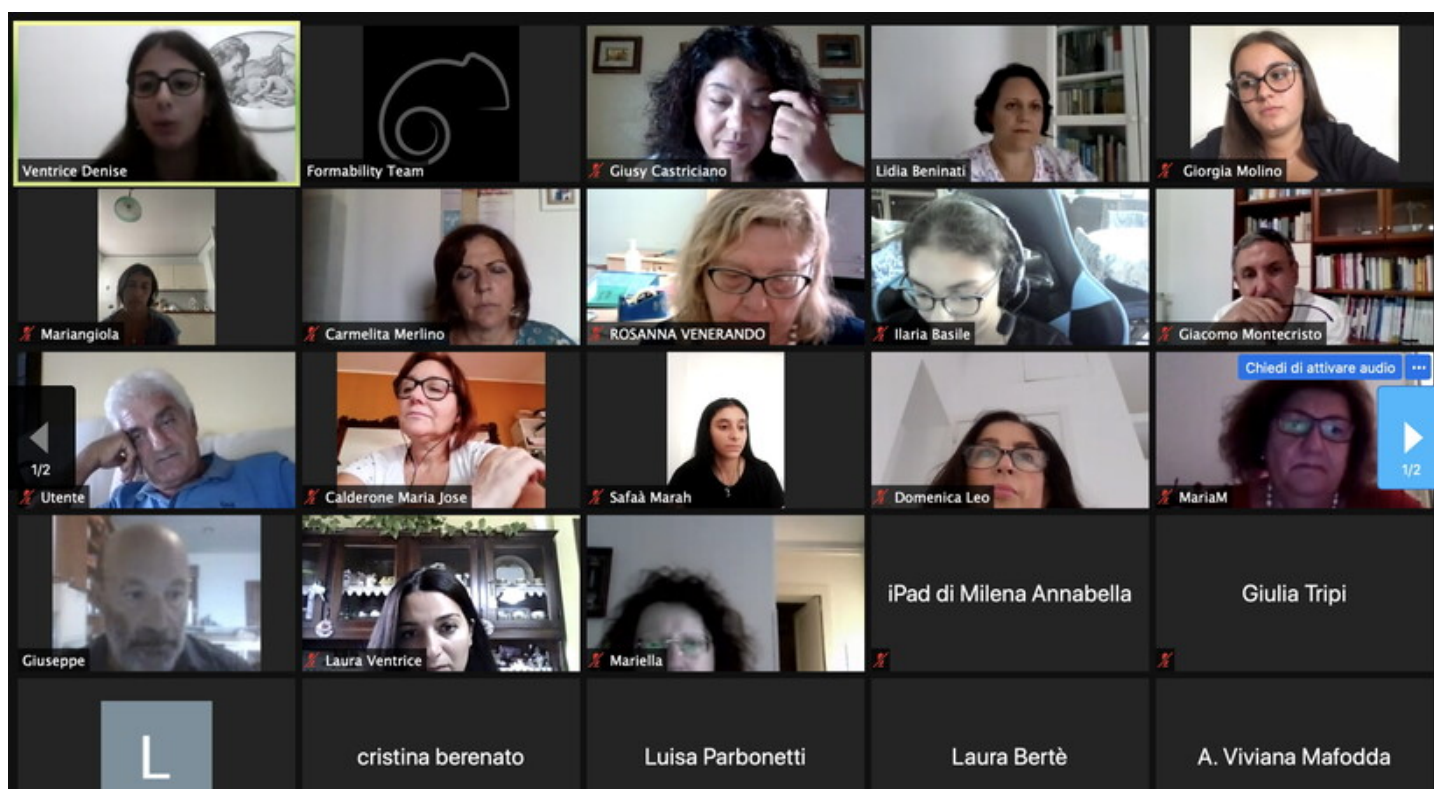 Ventrice Denise
Formability Team
Giusy Castriciano
Lidia Beninati
Giorgia Molino
Mariangiola
Carmelita Merlino
ROSANNA VENERANDO
Ilaria Basile
Giacomo Montecristo
Chiedi di attivare audio
1/2
1/2
Utente
Calderone Maria Jose
Safaà Marah
Domenica Leo
MariaM
Giuseppe
Laura Ventrice
Mariella
iPad di Milena Annabella
Giulia Tripi
L
cristina berenato
Luisa Parbonetti
Laura Bertè
A. Viviana Mafodda